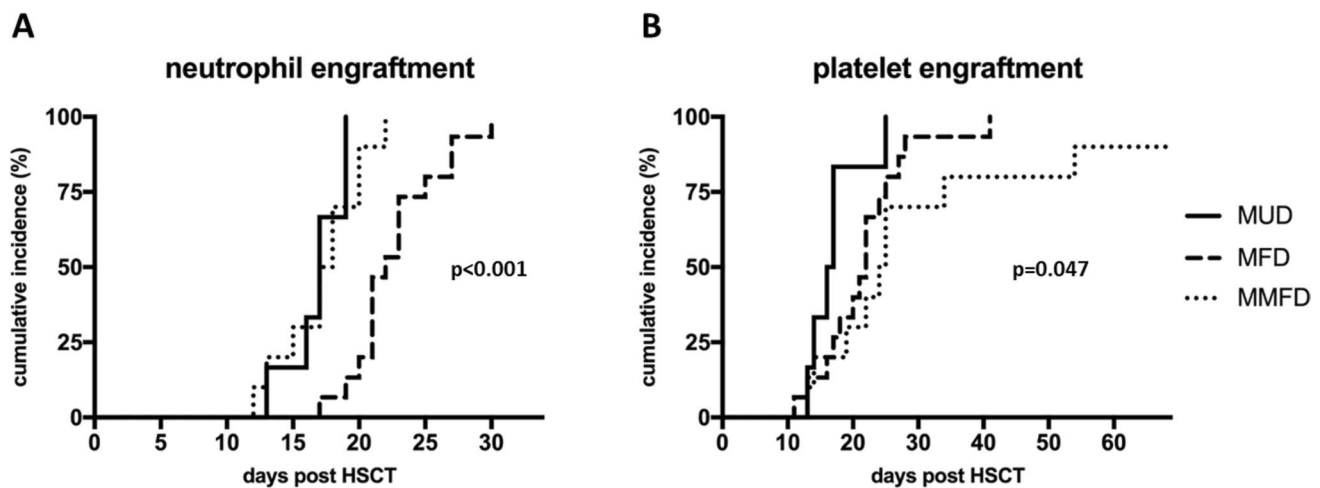 A
neutrophil engraftment
100
75
50
25
0
cumulative incidence (%)
p<0.001
0 5 10 15 20 25 30
days post HSCT
B
platelet engraftment
100
75
50
25
0
cumulative incidence (%)
p=0.047
0 10 20 30 40 50 60
days post HSCT
MUD
MFD
MMFD